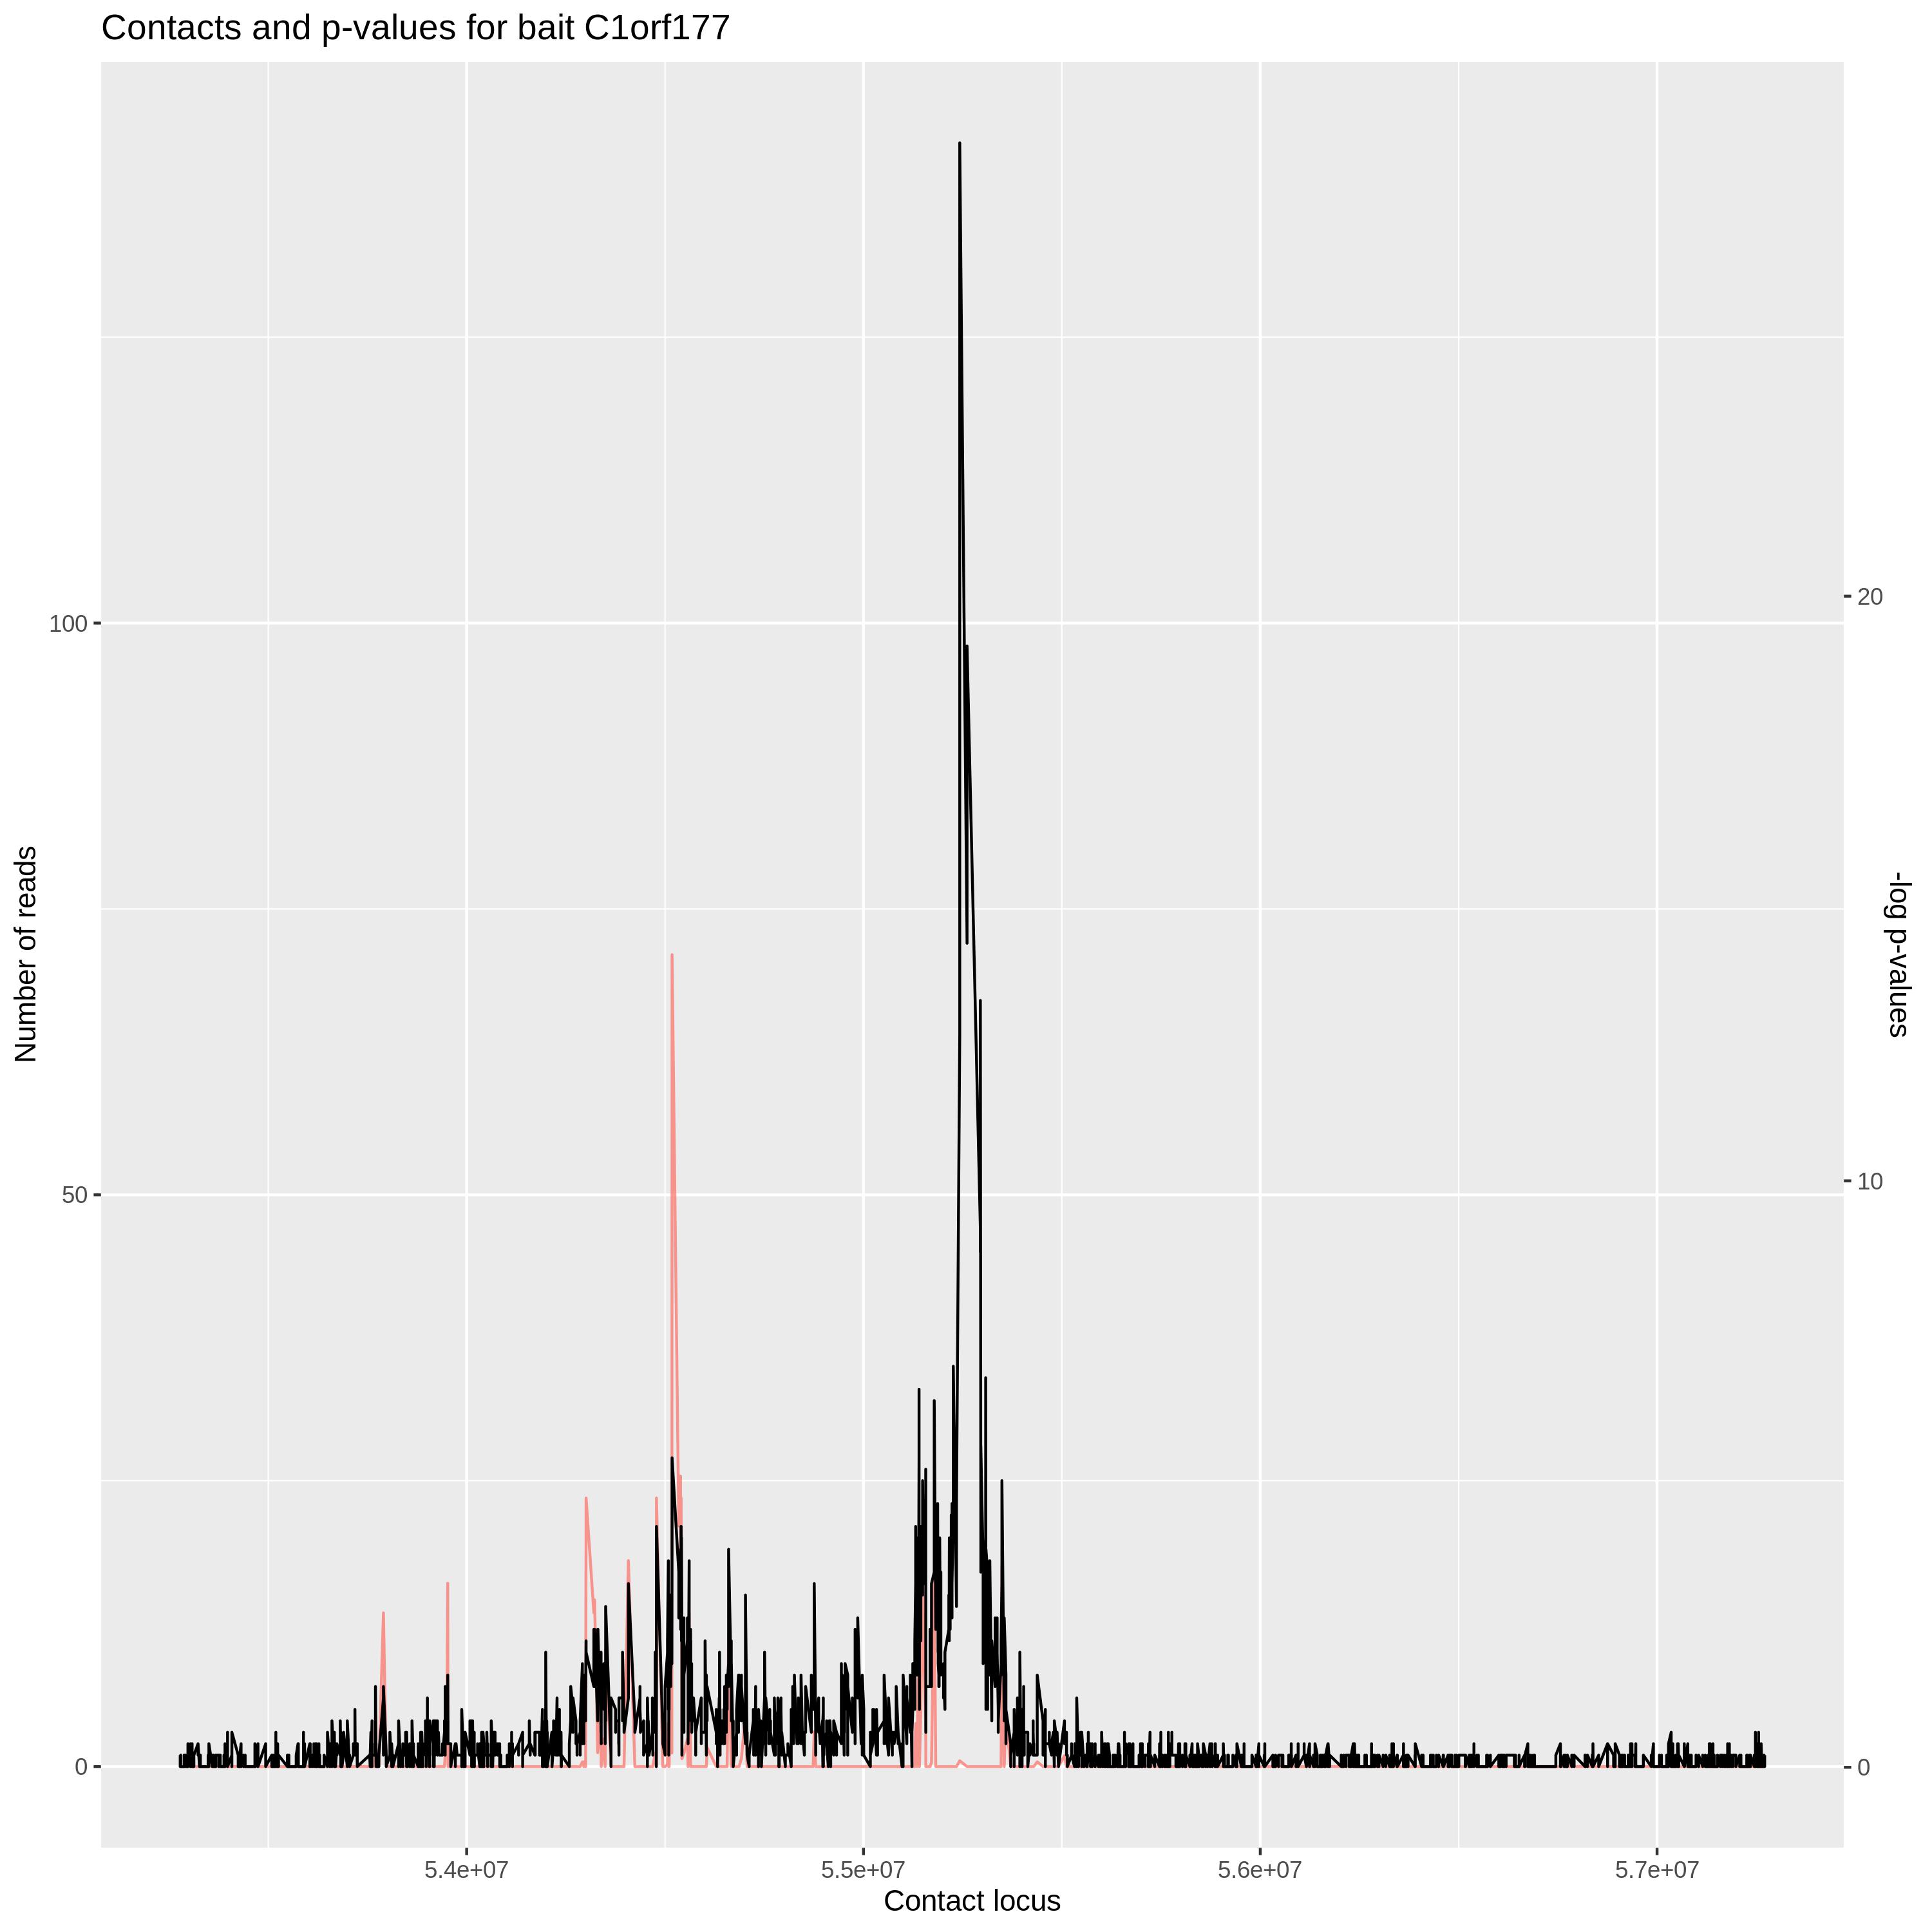 Contacts and p-values for bait C1orf177
Number of reads
100
50
0
20
10
0
-log p-values
5.4e+07
5.5e+07
5.6e+07
5.7e+07
Contact locus